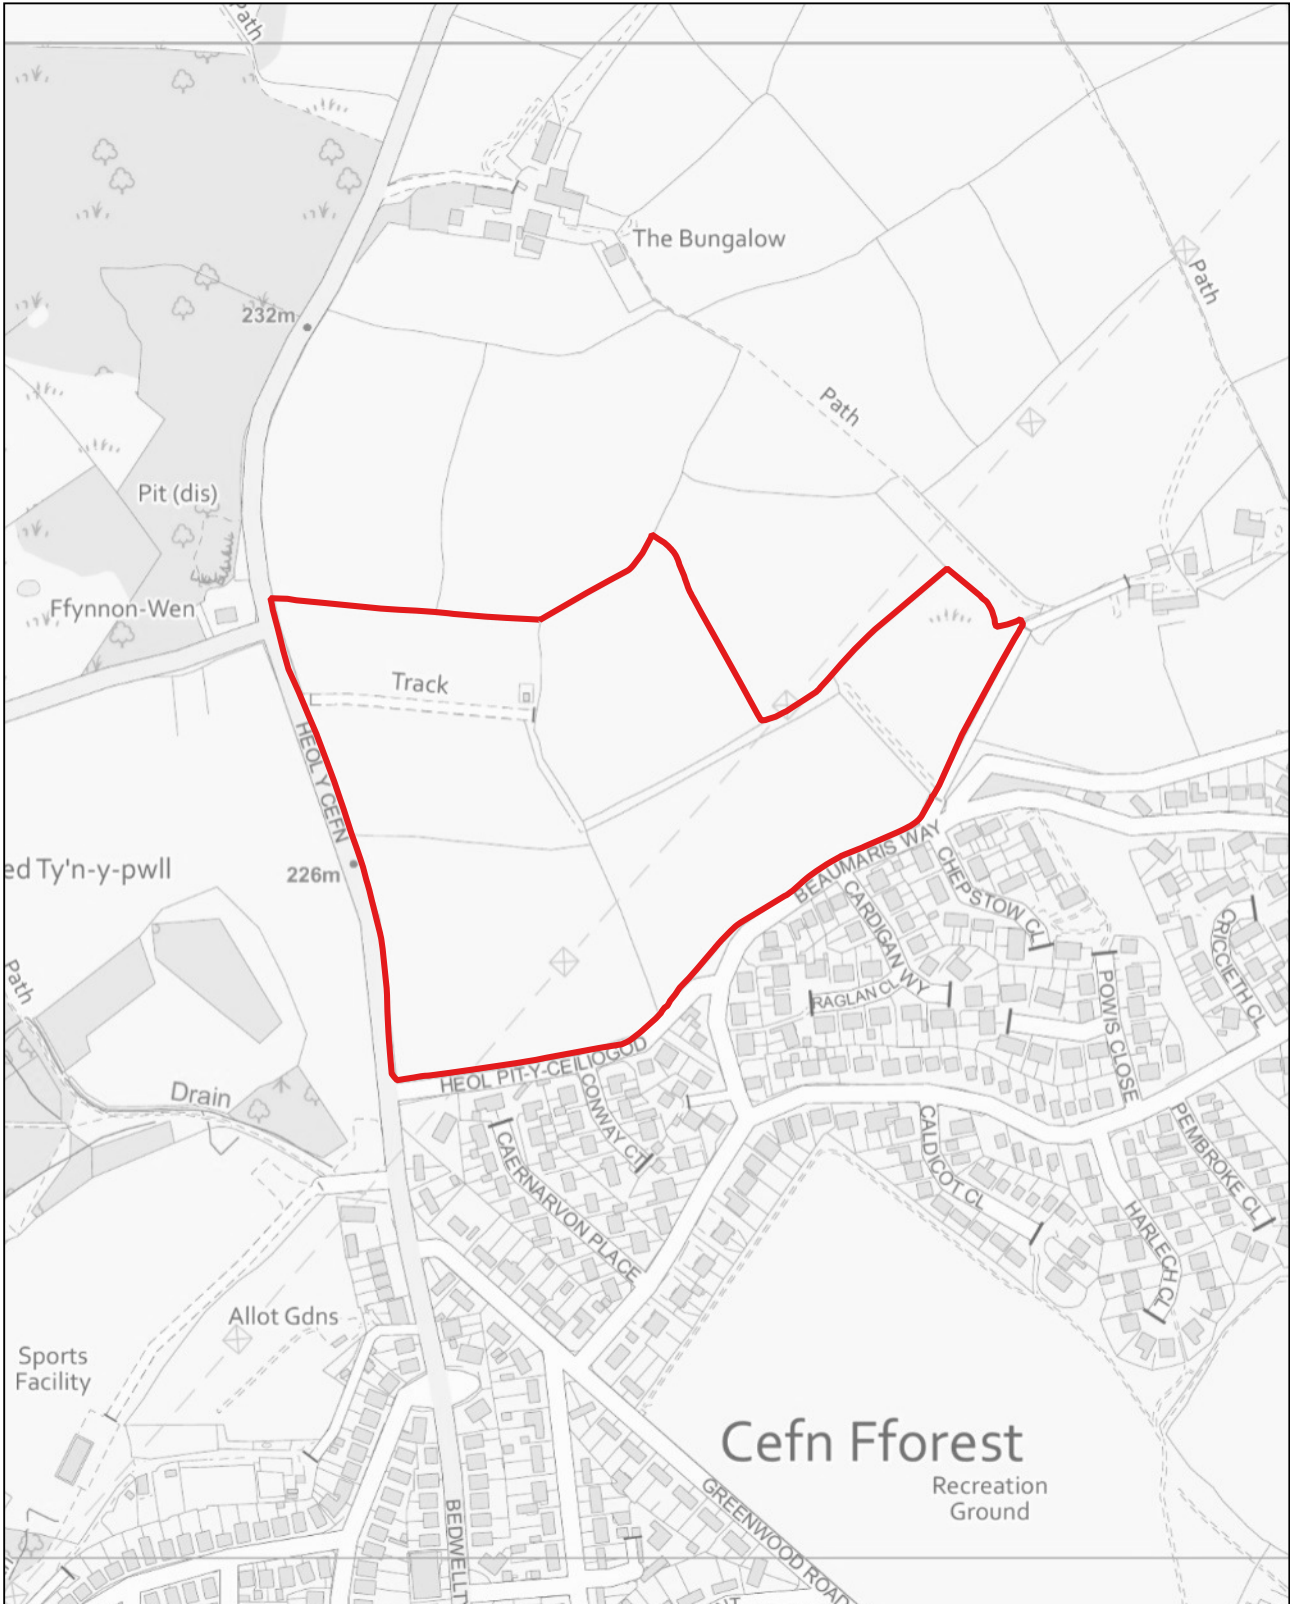 Path
The Bungalow
Path
232m
Path
Pit (dis)
Ffynnon-Wen
Track
HEOL Y CEFN
226m
ed Ty'n-y-pwll
BEAUMARIS WAY
CHEPSTOW CL
CARDIGAN WY
CRICCIETH CL
RAGLAN CL
POWIS CLOSE
Path
Drain
HEOL PIT-Y-CEILIOGOD
CONWAY CT
CAERNARVON PLACE
CALDICOT CL
PEMBROKE CL
HARLECH CL
Allot Gdns
Sports
Facility
Cefn Fforest
Recreation
Ground
GREENWOOD ROAD
BEDWELLT